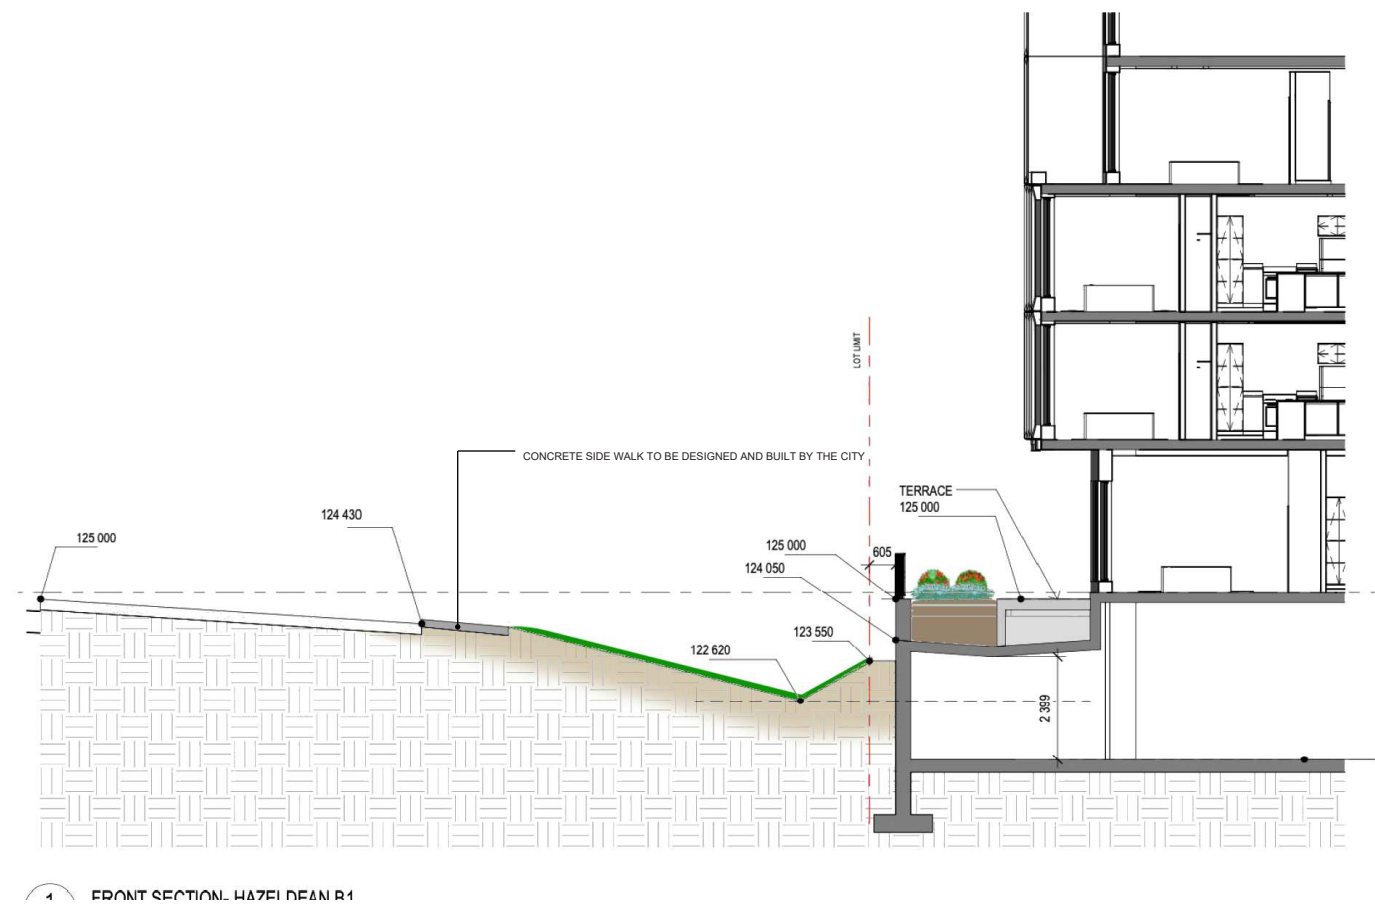 LOT LIMIT
CONCRETE SIDE WALK TO BE DESIGNED AND BUILT BY THE CITY
TERRACE
125 000
124 430
125 000
125 000
605
124 050
123 550
122 620
2 399
1 FRONT SECTION- HAZELDEAN B1